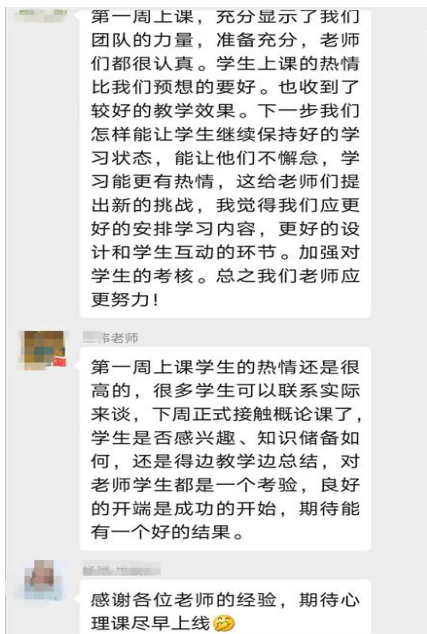 第一周上课，充分显示了我们
团队的力量，准备充分，老师
们都很认真。学生上课的热情
比我们预想的要好。也收到了
较好的教学效果。下一步我们
怎样能让学生继续保持好的学
习状态，能让他们不懈怠，学
习能更有热情，这给老师们提
出新的挑战，我觉得我们应更
好的安排学习内容，更好的设
计和学生互动的环节。加强对
学生的考核。总之我们老师应
更努力！
伟老师
第一周上课学生的热情还是很
高的，很多学生可以联系实际
来谈，下周正式接触概论课了，
学生是否感兴趣、知识储备如
何，还是得边教学边总结，对
老师学生都是一个考验，良好
的开端是成功的开始，期待能
有一个好的结果。
感谢各位老师的经验，期待心
理课尽早上线🤭